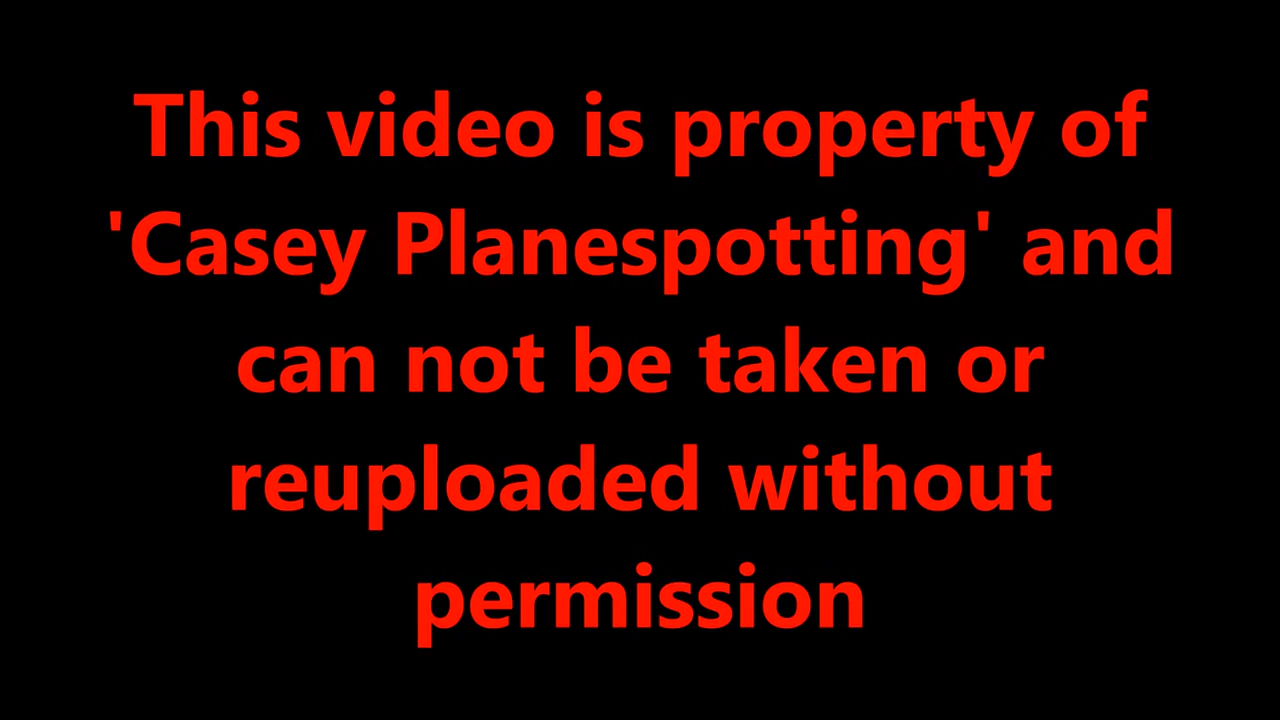 This video is property of
'Casey Planespotting' and
can not be taken or
reuploaded without
permission